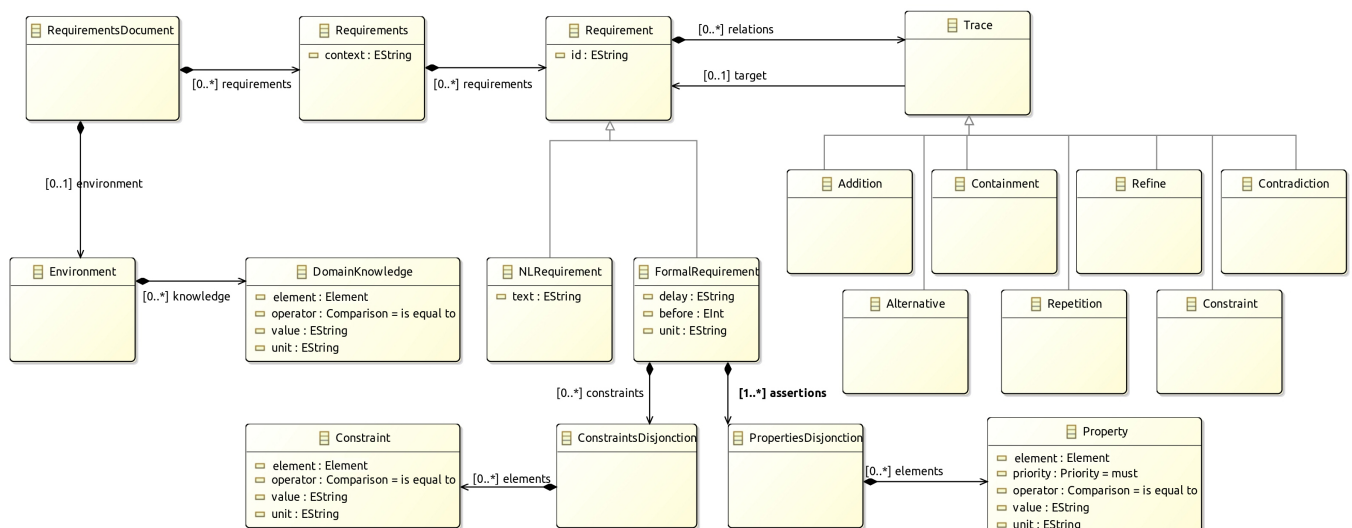 RequirementsDocument
Requirements
context : EString
Requirement
id : EString
Trace
[0..*] relations
[0..1] target
[0..*] requirements
[0..*] requirements
[0..1] environment
Addition
Containment
Refine
Contradiction
Environment
[0..*] knowledge
DomainKnowledge
element : Element
operator : Comparison = is equal to
value : EString
unit : EString
NLRequirement
text : EString
FormalRequirement
delay : EString
before : EInt
unit : EString
Alternative
Repetition
Constraint
[0..*] constraints
[1..*] assertions
Constraint
element : Element
operator : Comparison = is equal to
value : EString
unit : EString
[0..*] elements
ConstraintsDisjonction
PropertiesDisjonction
[0..*] elements
Property
element : Element
priority : Priority = must
operator : Comparison = is equal to
value : EString
unit : EString